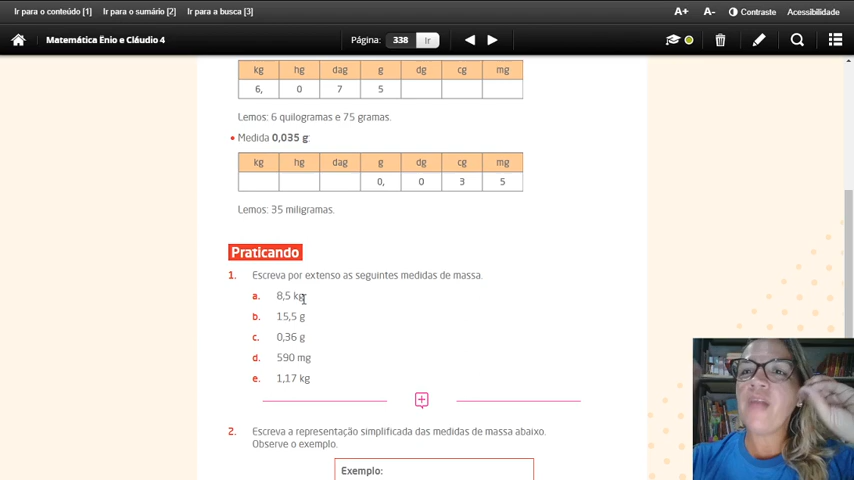 Ir para o conteúdo [1] Ir para o sumário [2] Ir para a busca [3] A+ A- Contraste Acessibilidade
Matemática Enio e Cláudio 4 Página: 338 Ir
kg hg dag g dg cg mg
6, 0 7 5
Lemos: 6 quilogramas e 75 gramas.
• Medida 0,035 g:
kg hg dag g dg cg mg
0, 0 3 5
Lemos: 35 miligramas.
Praticando
1. Escreva por extenso as seguintes medidas de massa.
a. 8,5 kg
b. 15,5 g
c. 0,36 g
d. 590 mg
e. 1,17 kg
2. Escreva a representação simplificada das medidas de massa abaixo.
Observe o exemplo.
Exemplo: